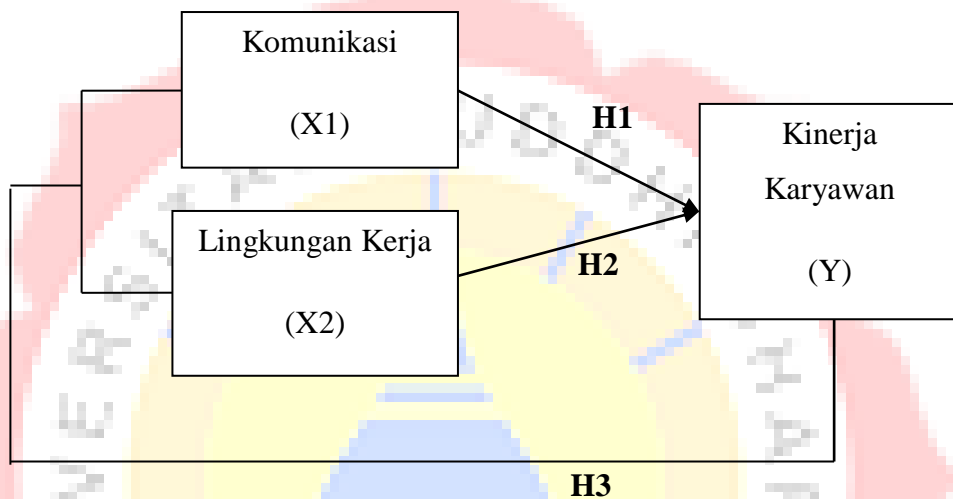 Komunikasi
(X1)
H1
Kinerja
Karyawan
(Y)
Lingkungan Kerja
(X2)
H2
H3